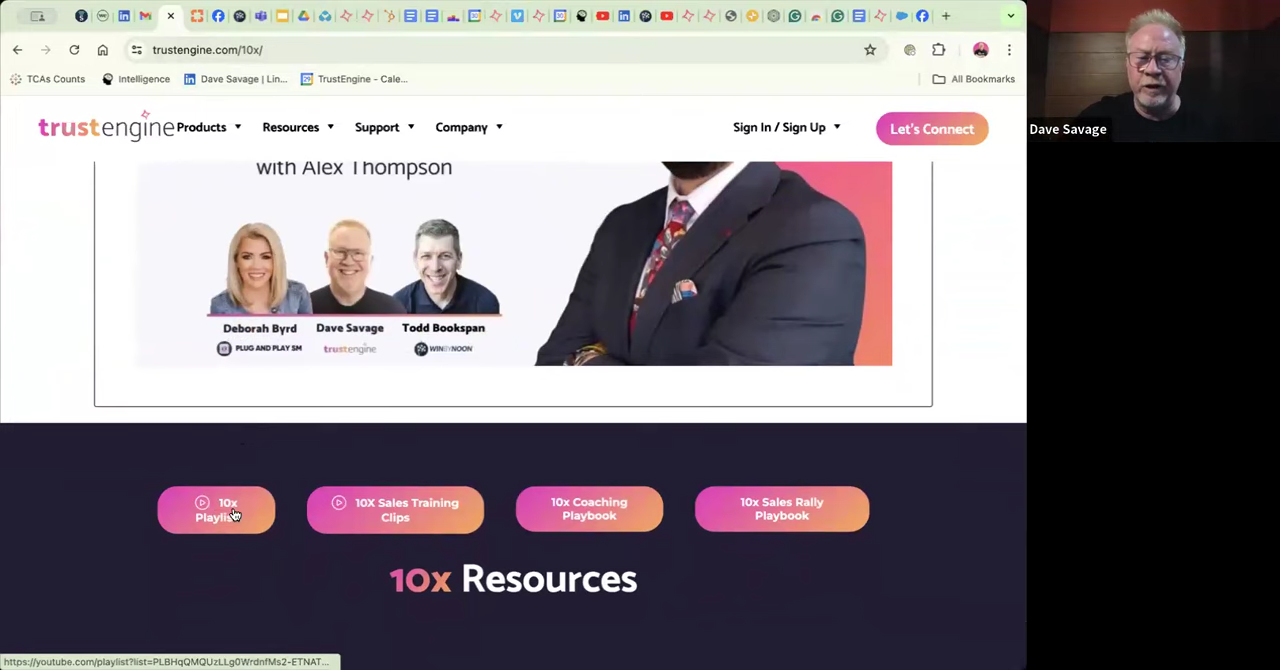 trustengine.com/10x/
TCAs Counts
Intelligence
Dave Savage | Lin...
TrustEngine - Cale...
All Bookmarks
trustengine
Products
Resources
Support
Company
Sign In / Sign Up
Let's Connect
Dave Savage
with Alex Thompson
Deborah Byrd
Dave Savage
Todd Bookspan
PLUG AND PLAY SM
trustengine
WINBYNOON
10x
Playlist
10X Sales Training
Clips
10x Coaching
Playbook
10x Sales Rally
Playbook
10x Resources
https://youtube.com/playlist?list=PLBHqQMQUzLLg0WrdnfMs2-ETNAT...